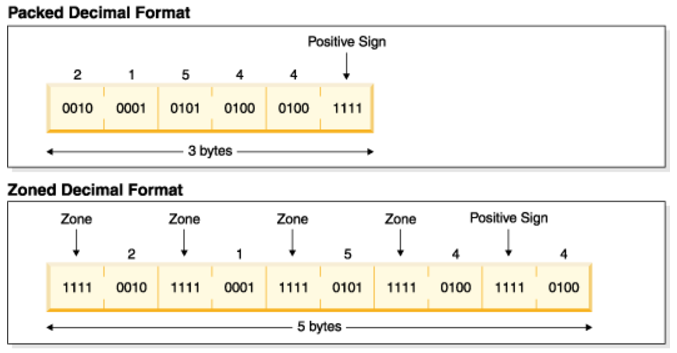 Packed Decimal Format
Positive Sign
2 1 5 4 4
0010 0001 0101 0100 0100 1111
3 bytes
Zoned Decimal Format
Zone Zone Zone Zone Positive Sign
2 1 5 4 4
1111 0010 1111 0001 1111 0101 1111 0100 1111 0100
5 bytes